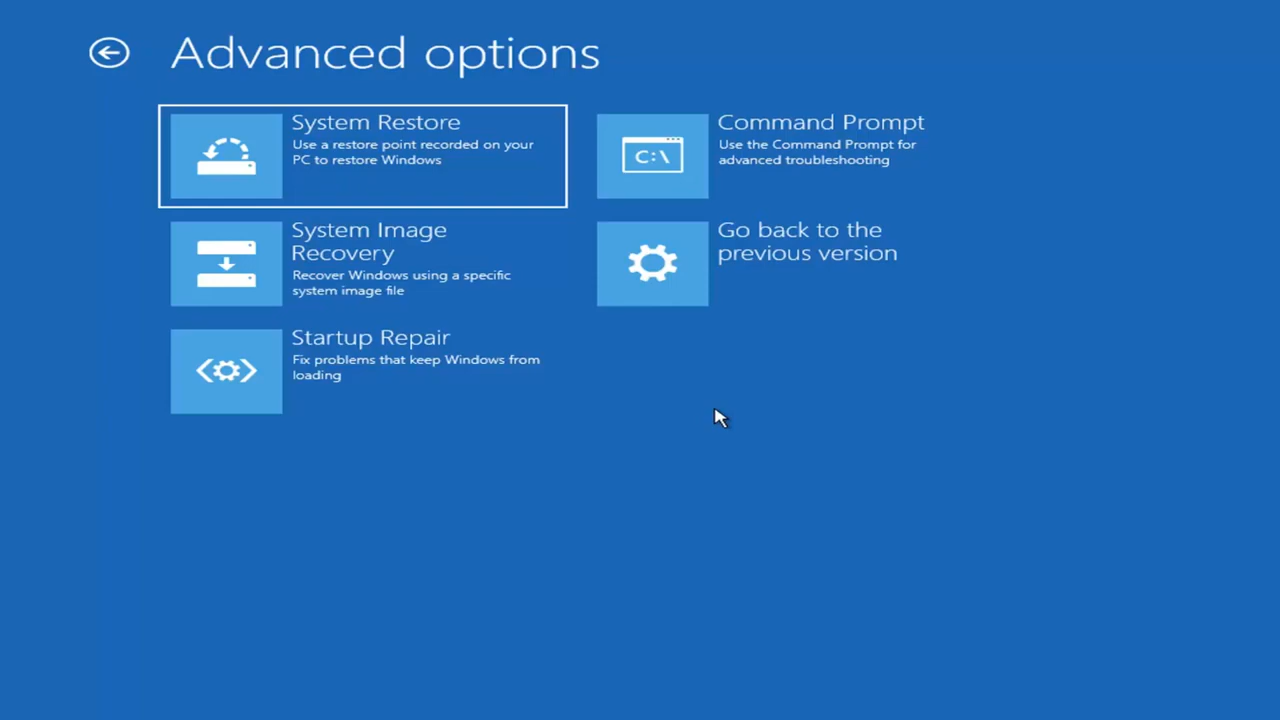 Advanced options
System Restore
Use a restore point recorded on your
PC to restore Windows
System Image
Recovery
Recover Windows using a specific
system image file
Startup Repair
Fix problems that keep Windows from
loading
C:\
Command Prompt
Use the Command Prompt for
advanced troubleshooting
Go back to the
previous version